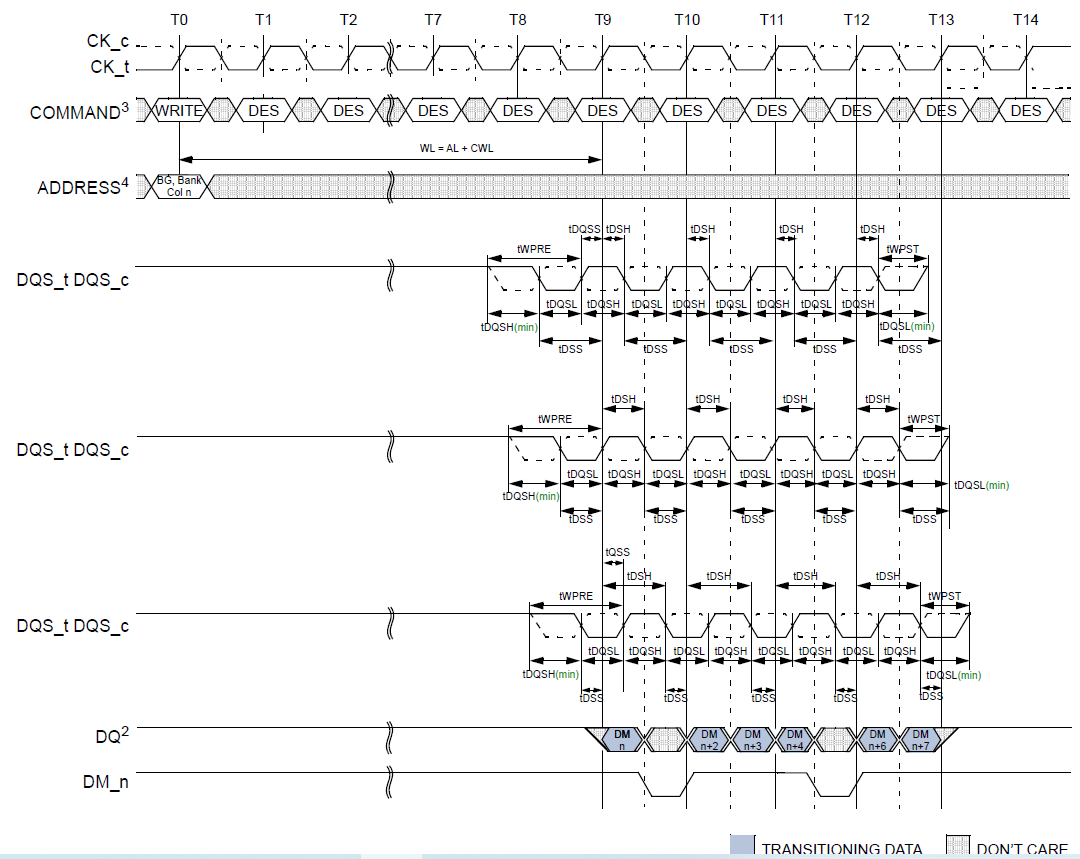 T0 T1 T2 T7 T8 T9 T10 T11 T12 T13 T14
CK_c
CK_t
COMMAND3 WRITE DES DES DES DES DES DES DES DES DES DES
WL = AL + CWL
ADDRESS4 BG, Bank
Col n
tDQSS tDSH tDSH tDSH tDSH
tWPRE tWPST
DQS_t DQS_c
tDQSL tDQSH tDQSL tDQSH tDQSL tDQSH tDQSL tDQSH
tDQSH(min) tDQSL(min)
tDSS tDSS tDSS tDSS tDSS
tDSH tDSH tDSH tDSH
tWPRE tWPST
DQS_t DQS_c
tDQSL tDQSH tDQSL tDQSH tDQSL tDQSH tDQSL tDQSH tDQSL(min)
tDQSH(min)
tDSS tDSS tDSS tDSS tDSS
tQSS
tDSH tDSH tDSH tDSH
tWPRE tWPST
DQS_t DQS_c
tDQSL tDQSH tDQSL tDQSH tDQSL tDQSH tDQSL tDQSH
tDQSH(min) tDQSL(min)
tDSS tDSS tDSS tDSS tDSS
DQ2 DM DM DM DM DM DM
n n+2 n+3 n+4 n+6 n+7
DM_n
TRANSITIONING DATA DON'T CARE